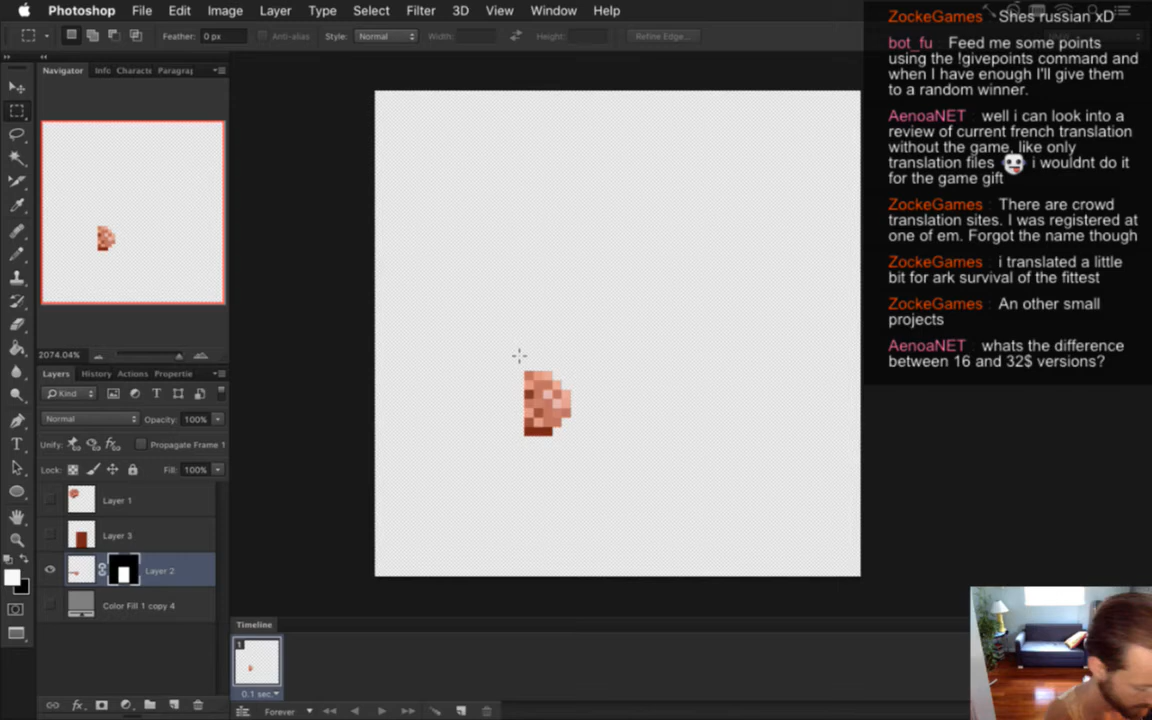 Photoshop File Edit Image Layer Type Select Filter 3D View Window Help
Feather: 0 px Anti-alias Style: Normal Width: Height: Refine Edge...
Navigator Info Characte Paragraj
2074.04%
Layers History Actions Propertie
Kind
Normal Opacity: 100%
Unify: Propagate Frame 1
Lock: Fill: 100%
Layer 1
Layer 3
Layer 2
Color Fill 1 copy 4
Timeline
1
0.1 sec.
Forever
ZockeGames : Shes russian xD
bot_fu : Feed me some points
using the !givepoints command and
when I have enough I'll give them
to a random winner.
AenoaNET : well i can look into a
review of current french translation
without the game, like only
translation files i wouldnt do it
for the game gift
ZockeGames : There are crowd
translation sites. I was registered at
one of em. Forgot the name though
ZockeGames : i translated a little
bit for ark survival of the fittest
ZockeGames : An other small
projects
AenoaNET : whats the difference
between 16 and 32$ versions?